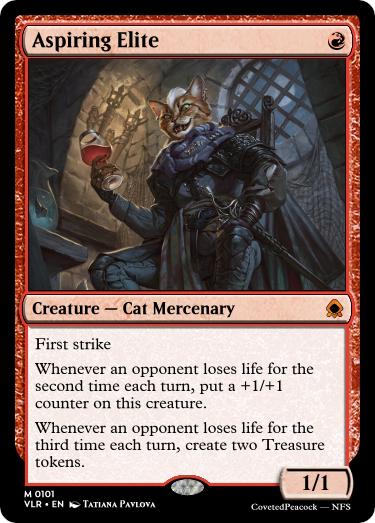 Aspiring Elite
Creature — Cat Mercenary
First strike
Whenever an opponent loses life for the
second time each turn, put a +1/+1
counter on this creature.
Whenever an opponent loses life for the
third time each turn, create two Treasure
tokens.
1/1
M 0101
VLR • EN Tatiana Pavlova
CovetedPeacock — NFS